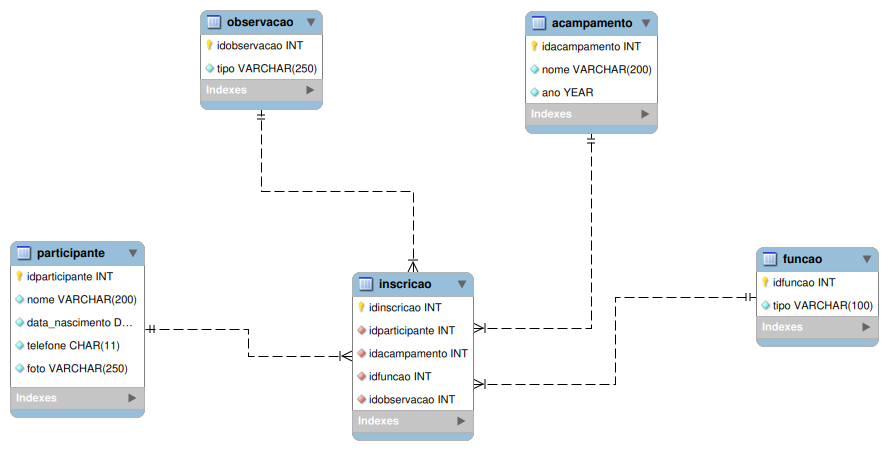 observacao
idobservacao INT
tipo VARCHAR(250)
Indexes
acampamento
idacampamento INT
nome VARCHAR(200)
ano YEAR
Indexes
participante
idparticipante INT
nome VARCHAR(200)
data_nascimento D...
telefone CHAR(11)
foto VARCHAR(250)
Indexes
inscricao
idinscricao INT
idparticipante INT
idacampamento INT
idfuncao INT
idobservacao INT
Indexes
funcao
idfuncao INT
tipo VARCHAR(100)
Indexes